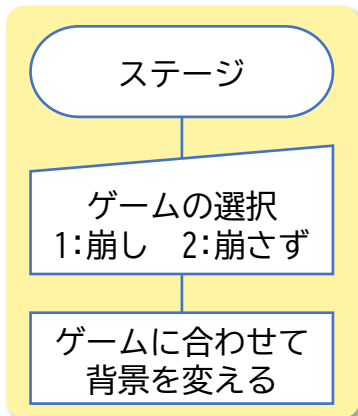 ステージ
ゲームの選択
1:崩し　2:崩さず
ゲームに合わせて
背景を変える